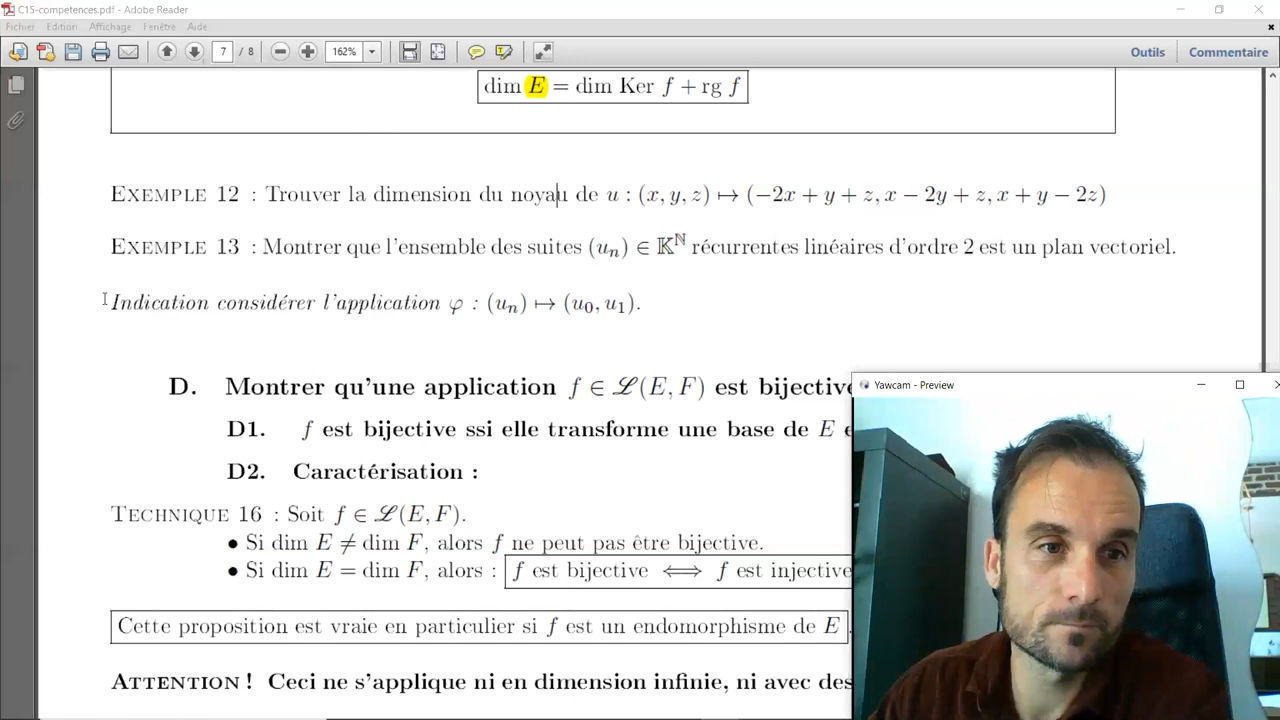 C15-competences.pdf - Adobe Reader
Fichier Edition Affichage Fenêtre
7 / 8 162% Outils Commentaire
dim E = dim Ker f + rg f
EXEMPLE 12 : Trouver la dimension du noyau de u : (x, y, z) ↦ (−2x + y + z, x − 2y + z, x + y − 2z)
EXEMPLE 13 : Montrer que l'ensemble des suites (uₙ) ∈ 𝕂^ℕ récurrentes linéaires d'ordre 2 est un plan vectoriel.
Indication considérer l'application φ : (uₙ) ↦ (u₀, u₁).
D. Montrer qu'une application f ∈ ℒ(E, F) est bijective
D1. f est bijective ssi elle transforme une base de E
D2. Caractérisation :
TECHNIQUE 16 : Soit f ∈ ℒ(E, F).
• Si dim E ≠ dim F, alors f ne peut pas être bijective.
• Si dim E = dim F, alors : f est bijective ⟺ f est injective
Cette proposition est vraie en particulier si f est un endomorphisme de E.
ATTENTION ! Ceci ne s'applique ni en dimension infinie, ni avec des
Yawcam - Preview